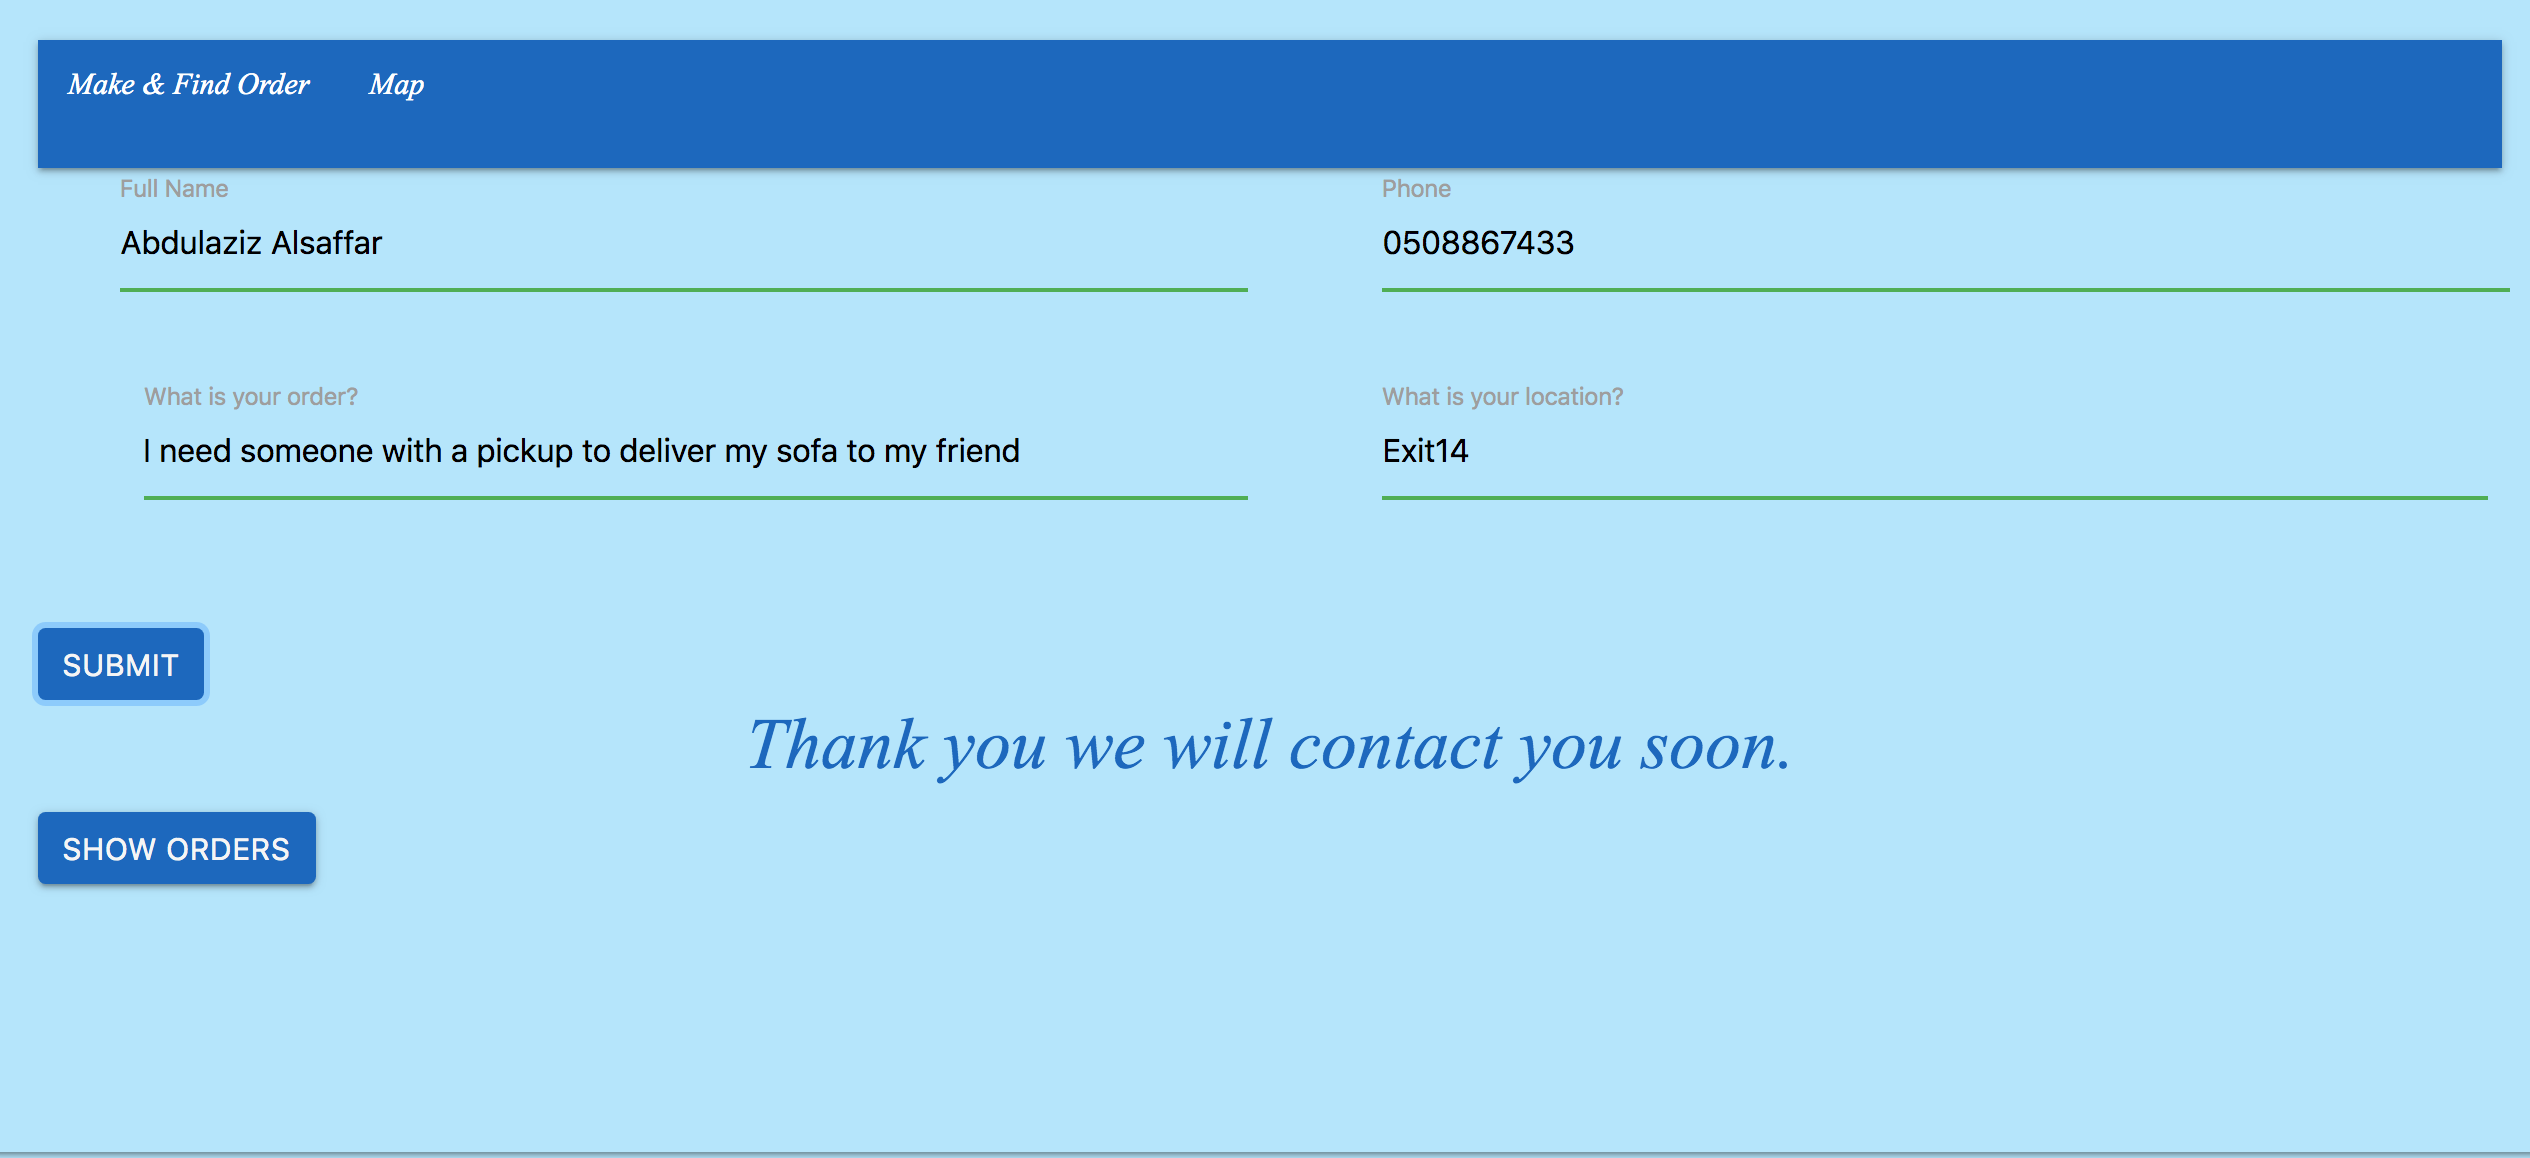 Make & Find Order Map
Full Name Phone
Abdulaziz Alsaffar 0508867433
What is your order? What is your location?
I need someone with a pickup to deliver my sofa to my friend Exit14
SUBMIT
Thank you we will contact you soon.
SHOW ORDERS